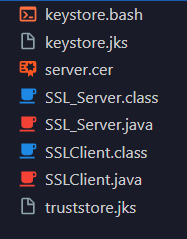 keystore.bash
keystore.jks
server.cer
SSL_Server.class
SSL_Server.java
SSLClient.class
SSLClient.java
truststore.jks